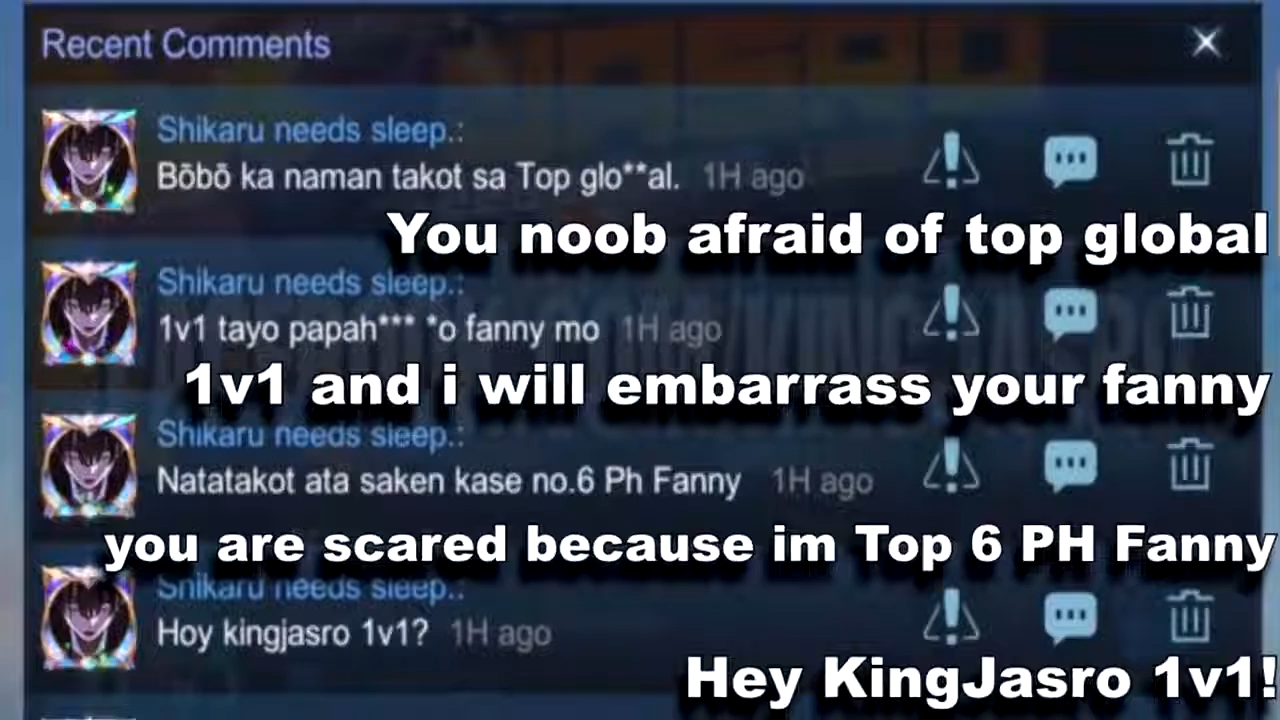 Recent Comments
Shikaru needs sleep.:
Bōbō ka naman takot sa Top glo**al. 1H ago
You noob afraid of top global
Shikaru needs sleep.:
1v1 tayo papah*** *o fanny mo 1H ago
1v1 and i will embarrass your fanny
Shikaru needs sleep.:
Natatakot ata saken kase no.6 Ph Fanny 1H ago
you are scared because im Top 6 PH Fanny
Shikaru needs sleep.:
Hoy kingjasro 1v1? 1H ago
Hey KingJasro 1v1!